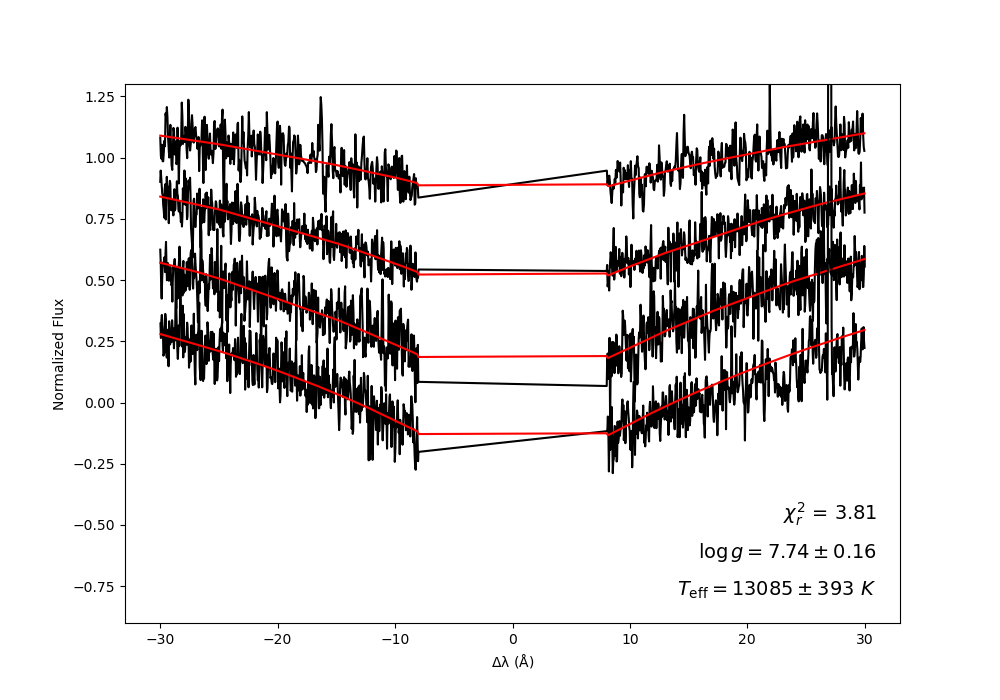 1.25
1.00
0.75
0.50
0.25
0.00
−0.25
−0.50
−0.75
Normalized Flux
χ²ᵣ = 3.81
log g = 7.74 ± 0.16
T_eff = 13085 ± 393 K
−30 −20 −10 0 10 20 30
Δλ (Å)